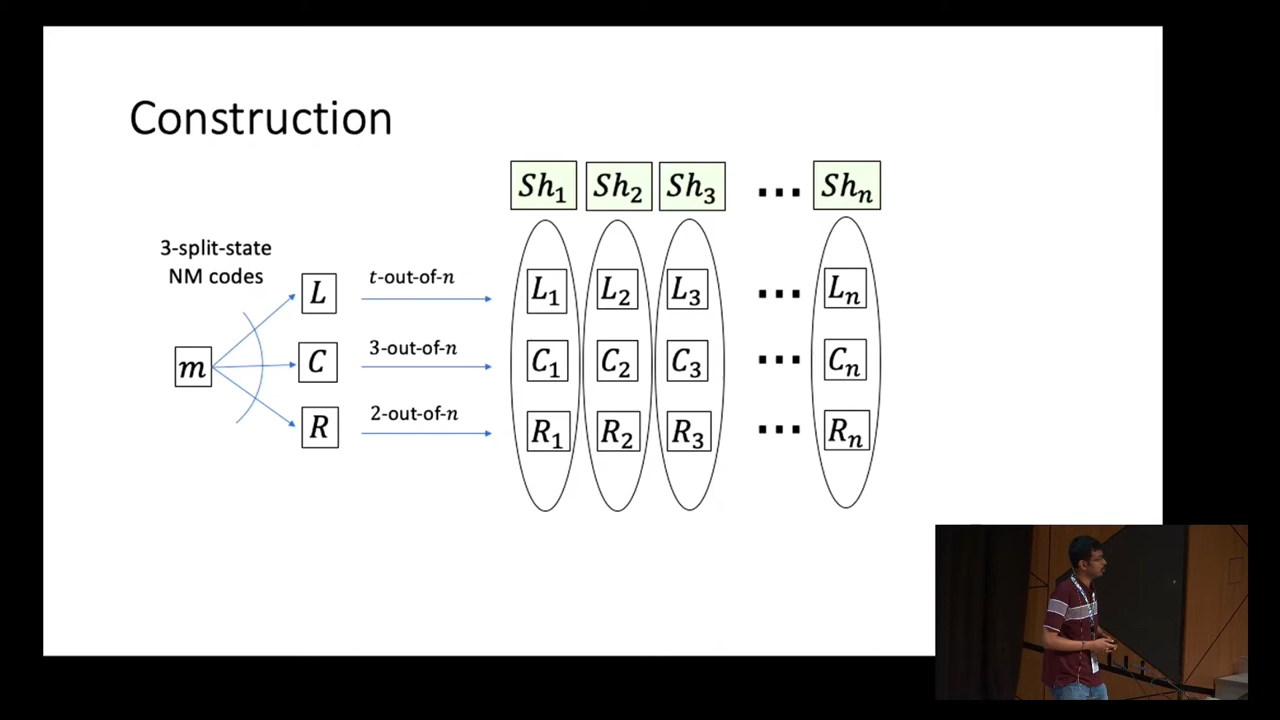 Construction
Sh₁ Sh₂ Sh₃ ... Shₙ
3-split-state
NM codes
L t-out-of-n L₁ L₂ L₃ ... Lₙ
m C 3-out-of-n C₁ C₂ C₃ ... Cₙ
R 2-out-of-n R₁ R₂ R₃ ... Rₙ